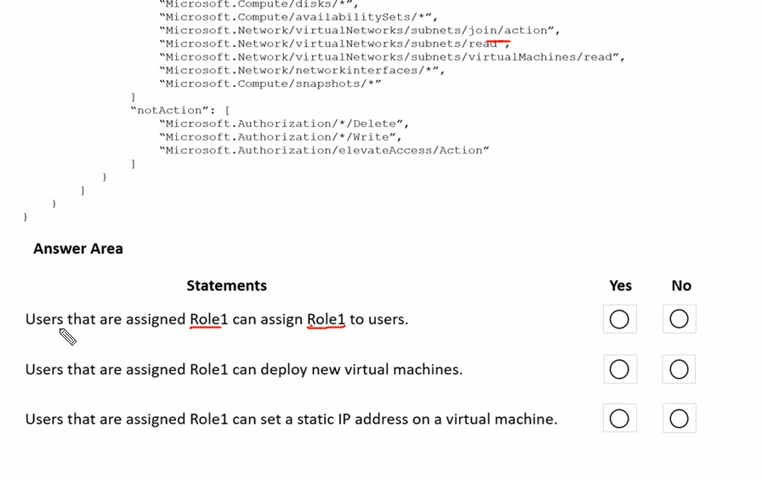 "Microsoft.Compute/disks/*",
"Microsoft.Compute/availabilitySets/*",
"Microsoft.Network/virtualNetworks/subnets/join/action",
"Microsoft.Network/virtualNetworks/subnets/read",
"Microsoft.Network/virtualNetworks/subnets/virtualMachines/read",
"Microsoft.Network/networkinterfaces/*",
"Microsoft.Compute/snapshots/*"
]
"notAction": [
"Microsoft.Authorization/*/Delete",
"Microsoft.Authorization/*/Write",
"Microsoft.Authorization/elevateAccess/Action"
]
}
]
}
}
Answer Area
Statements Yes No
Users that are assigned Role1 can assign Role1 to users.
Users that are assigned Role1 can deploy new virtual machines.
Users that are assigned Role1 can set a static IP address on a virtual machine.